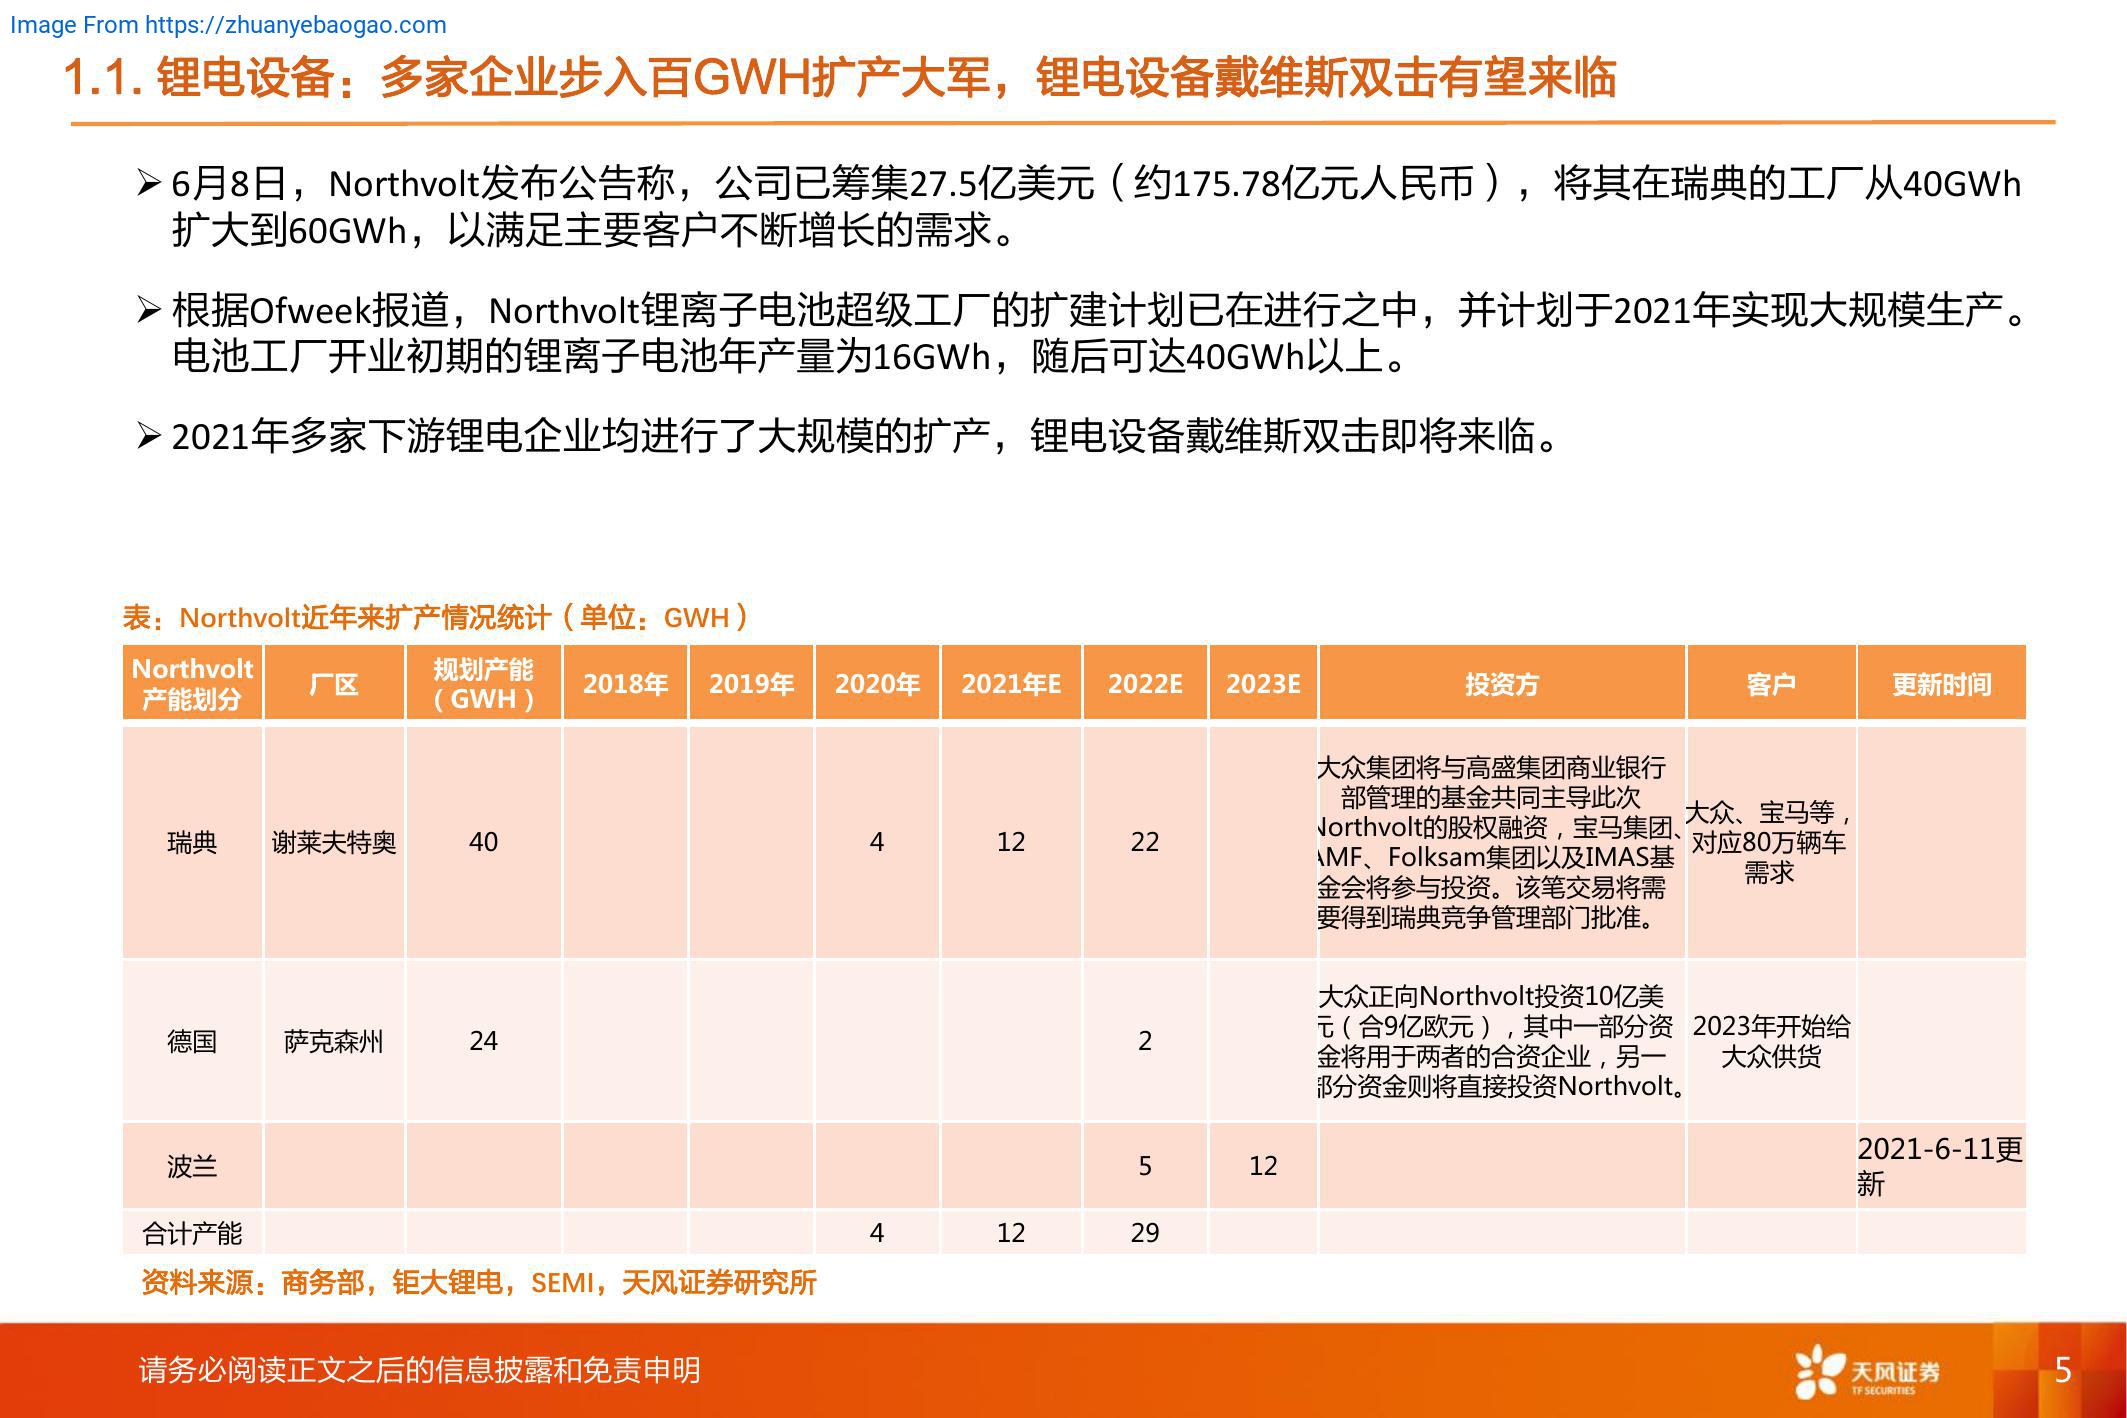 Image From https://zhuanyebaogao.com
1.1. 锂电设备：多家企业步入百GWH扩产大军，锂电设备戴维斯双击有望来临
➢ 6月8日，Northvolt发布公告称，公司已筹集27.5亿美元（约175.78亿元人民币），将其在瑞典的工厂从40GWh
扩大到60GWh，以满足主要客户不断增长的需求。
➢ 根据Ofweek报道，Northvolt锂离子电池超级工厂的扩建计划已在进行之中，并计划于2021年实现大规模生产。
电池工厂开业初期的锂离子电池年产量为16GWh，随后可达40GWh以上。
➢ 2021年多家下游锂电企业均进行了大规模的扩产，锂电设备戴维斯双击即将来临。
表：Northvolt近年来扩产情况统计（单位：GWH）
Northvolt
产能划分
厂区
规划产能
（GWH）
2018年
2019年
2020年
2021年E
2022E
2023E
投资方
客户
更新时间
瑞典
谢莱夫特奥
40
4
12
22
大众集团将与高盛集团商业银行
部管理的基金共同主导此次
Northvolt的股权融资，宝马集团、
AMF、Folksam集团以及IMAS基
金会将参与投资。该笔交易将需
要得到瑞典竞争管理部门批准。
大众、宝马等，
对应80万辆车
需求
德国
萨克森州
24
2
大众正向Northvolt投资10亿美
元（合9亿欧元），其中一部分资
金将用于两者的合资企业，另一
部分资金则将直接投资Northvolt。
2023年开始给
大众供货
波兰
5
12
2021-6-11更
新
合计产能
4
12
29
资料来源：商务部，钜大锂电，SEMI，天风证券研究所
请务必阅读正文之后的信息披露和免责申明
天风证券
TF SECURITIES
5